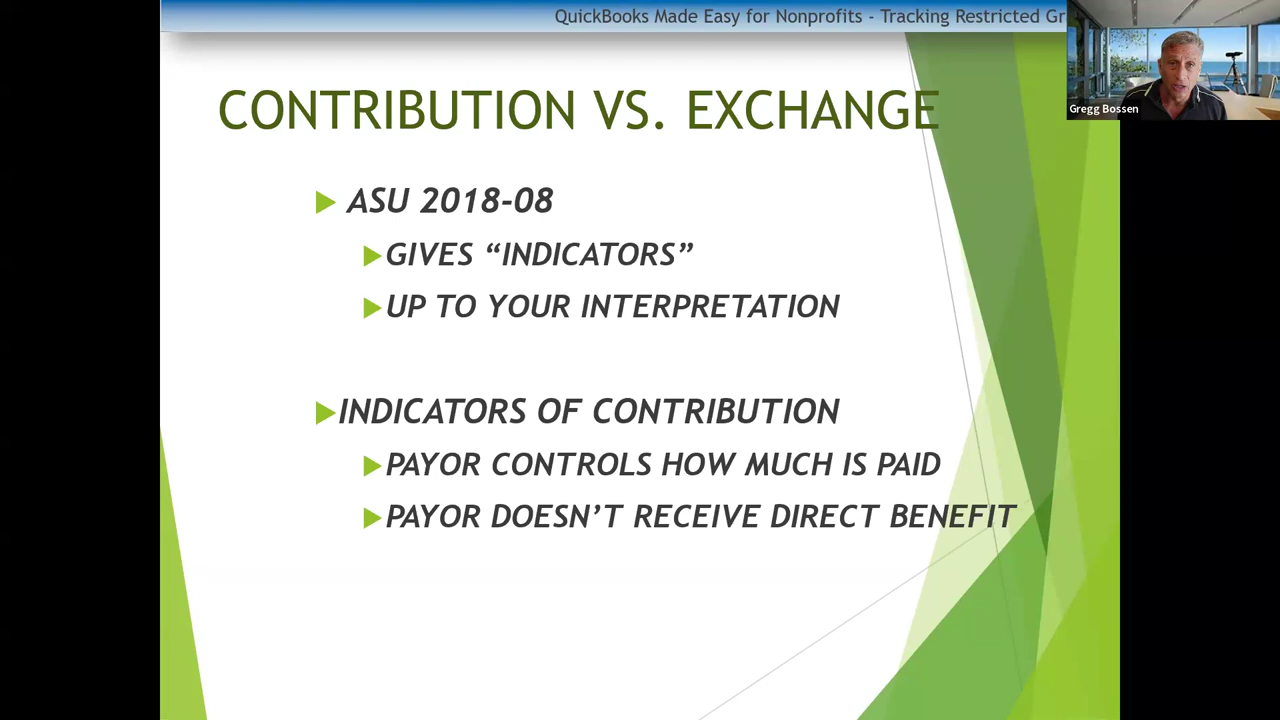 QuickBooks Made Easy for Nonprofits - Tracking Restricted
Gregg Bossen
CONTRIBUTION VS. EXCHANGE
ASU 2018-08
GIVES “INDICATORS”
UP TO YOUR INTERPRETATION
INDICATORS OF CONTRIBUTION
PAYOR CONTROLS HOW MUCH IS PAID
PAYOR DOESN’T RECEIVE DIRECT BENEFIT